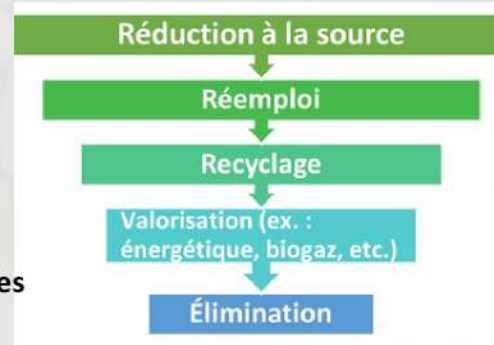 Réduction à la source
Réemploi
Recyclage
Valorisation (ex. :
énergétique, biogaz, etc.)
es
Élimination